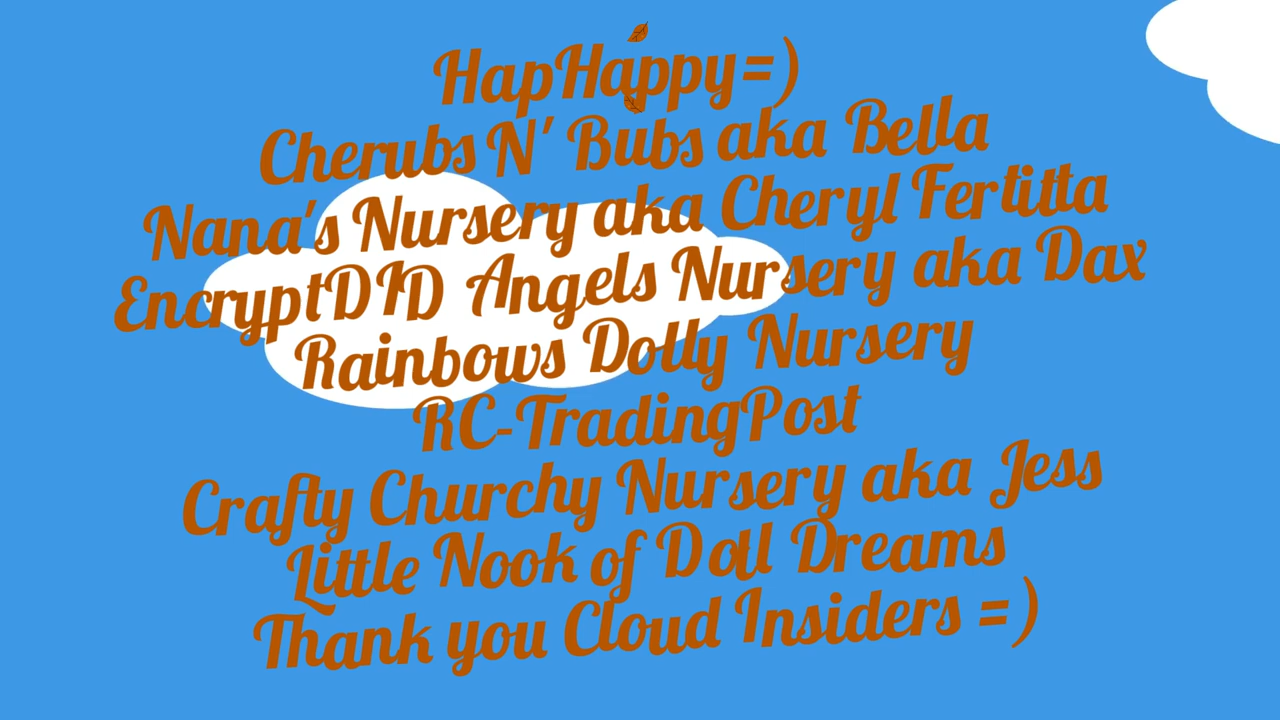 HapHappy=)
Cherubs N' Bubs aka Bella
Nana's Nursery aka Cheryl Fertitta
EncryptDID Angels Nursery aka Dax
Rainbows Dolly Nursery
RC-TradingPost
Crafty Churchy Nursery aka Jess
Little Nook of Doll Dreams
Thank you Cloud Insiders =)